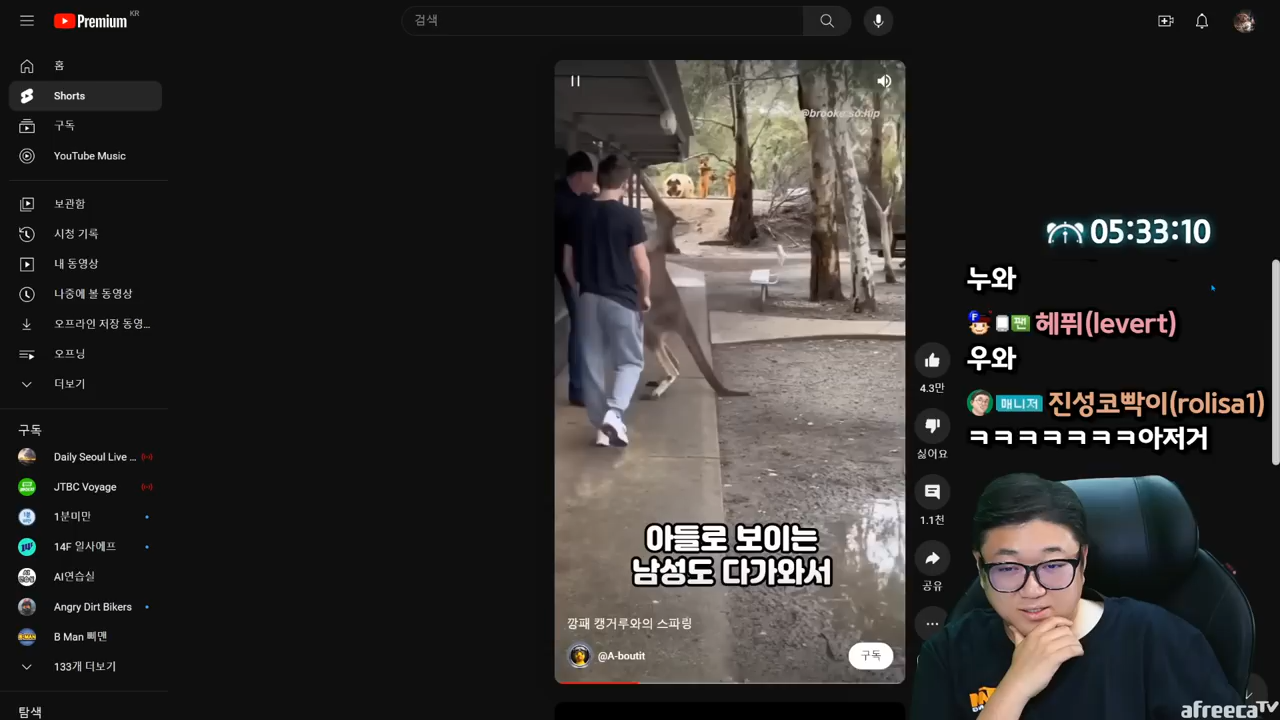 Premium KR
검색
홈
Shorts
구독
YouTube Music
보관함
시청 기록
내 동영상
나중에 볼 동영상
오프라인 저장 동영...
오프닝
더보기
구독
Daily Seoul Live ...
JTBC Voyage
1분미만
14F 일사에프
AI연습실
Angry Dirt Bikers
B Man 삐맨
133개 더보기
탐색
아들로 보이는
남성도 다가와서
깡패 캥거루와의 스파링
@A-boutit
구독
4.3만
싫어요
1.1천
공유
05:33:10
누와
F 팬 헤퓌(levert)
우와
매니저 진성코빡이(rolisa1)
ㅋㅋㅋㅋㅋㅋㅋ아저거
afreecaTV